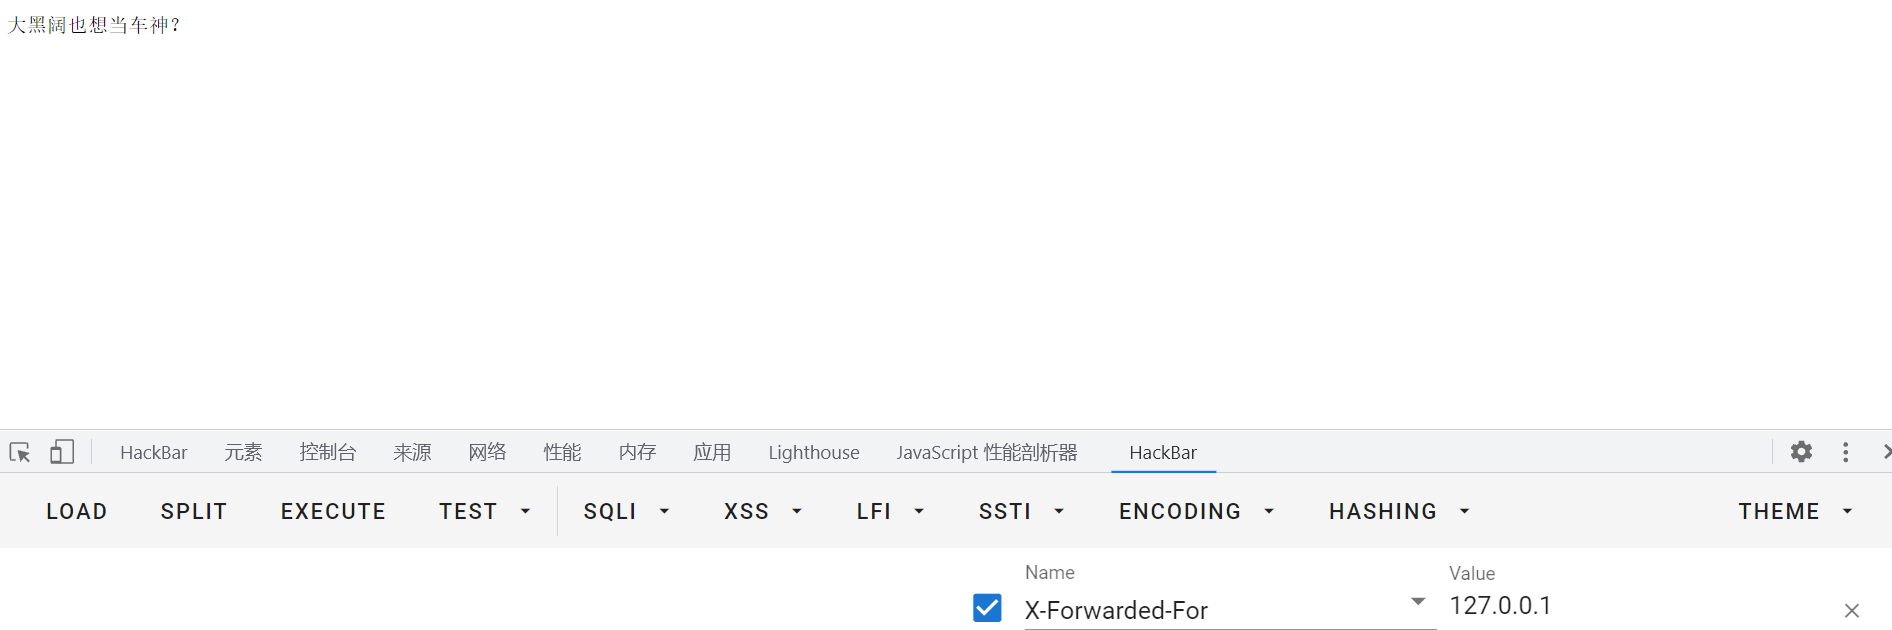 大黑阔也想当车神？
HackBar 元素 控制台 来源 网络 性能 内存 应用 Lighthouse JavaScript 性能剖析器 HackBar
LOAD SPLIT EXECUTE TEST SQLI XSS LFI SSTI ENCODING HASHING THEME
Name Value
X-Forwarded-For 127.0.0.1